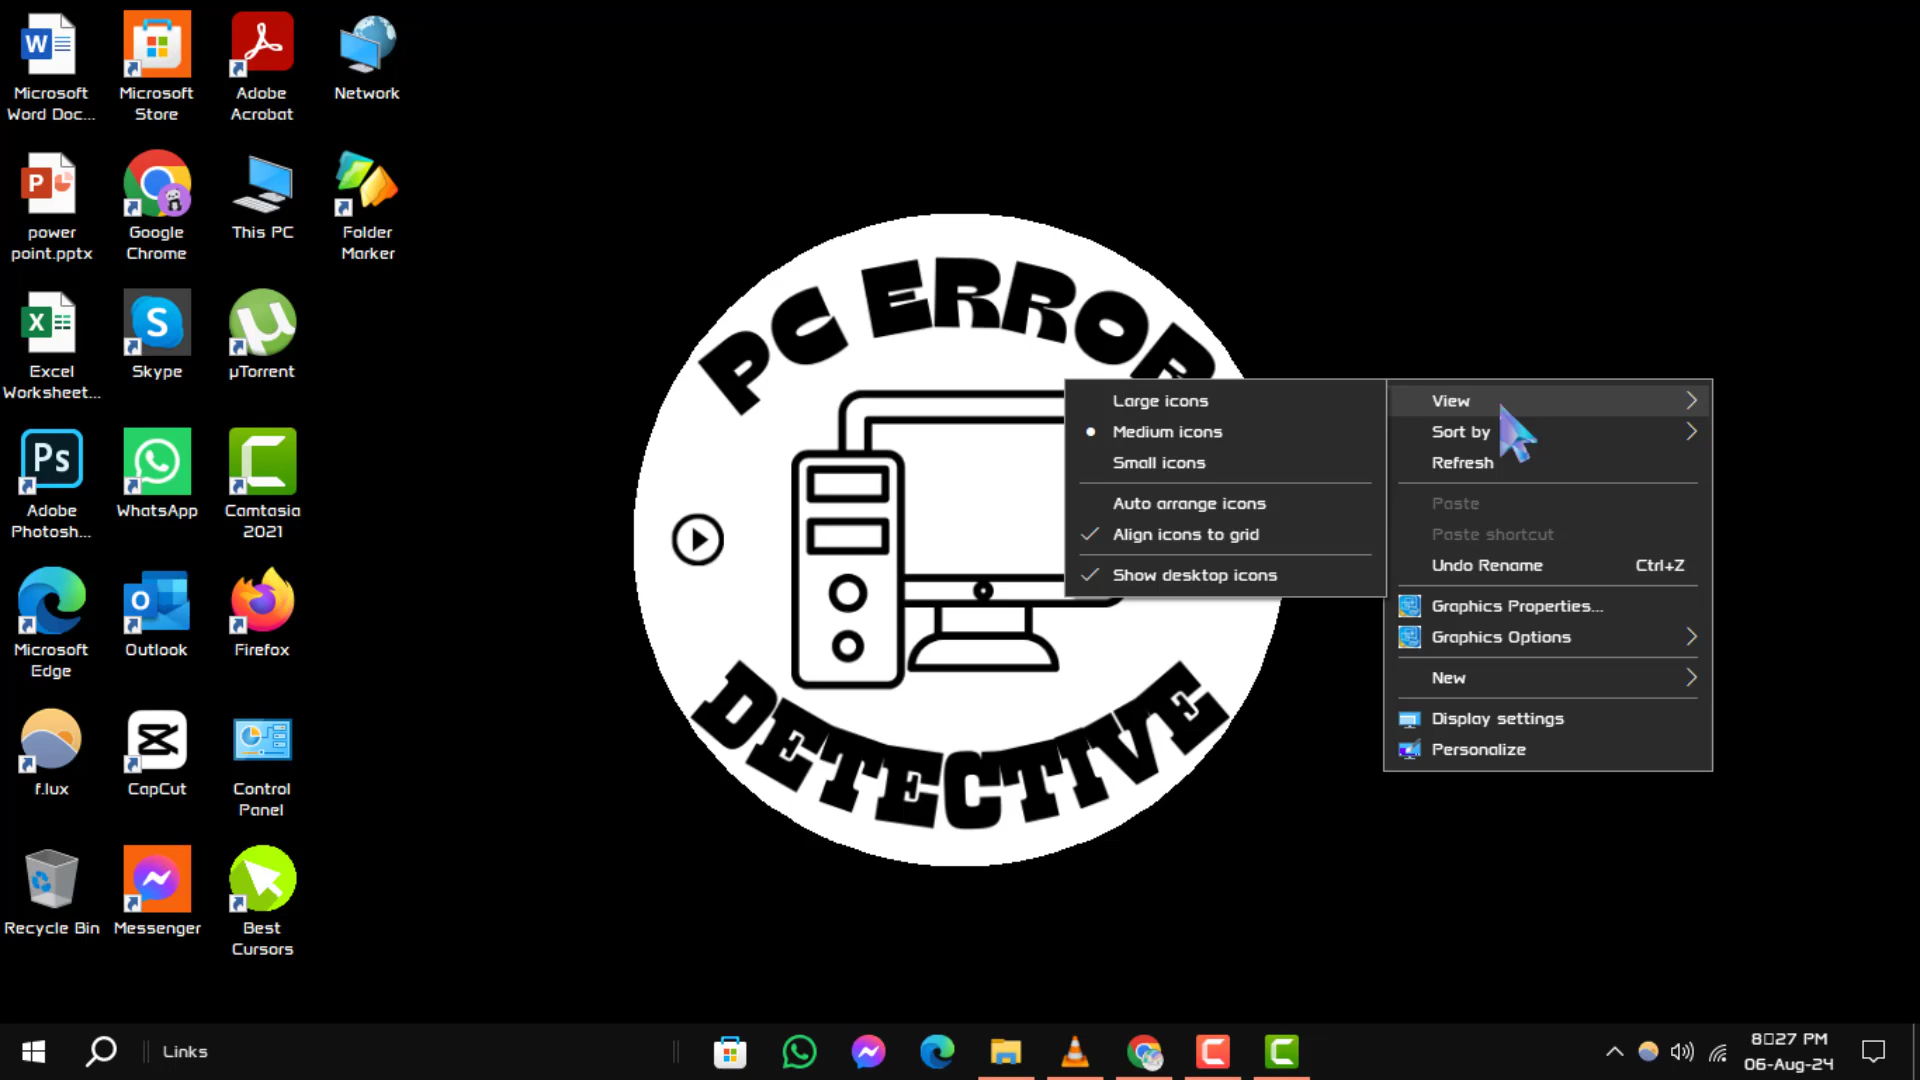 Microsoft
Word Doc...
Microsoft
Store
Adobe
Acrobat
Network
power
point.pptx
Google
Chrome
This PC
Folder
Marker
Excel
Worksheet...
Skype
µTorrent
Adobe
Photosh...
WhatsApp
Camtasia
2021
Microsoft
Edge
Outlook
Firefox
f.lux
CapCut
Control
Panel
Recycle Bin
Messenger
Best
Cursors
PC ERROR
DETECTIVE
Large icons
Medium icons
Small icons
Auto arrange icons
Align icons to grid
Show desktop icons
View
Sort by
Refresh
Paste
Paste shortcut
Undo Rename Ctrl+Z
Graphics Properties...
Graphics Options
New
Display settings
Personalize
Links
8▯27 PM
06-Aug-24